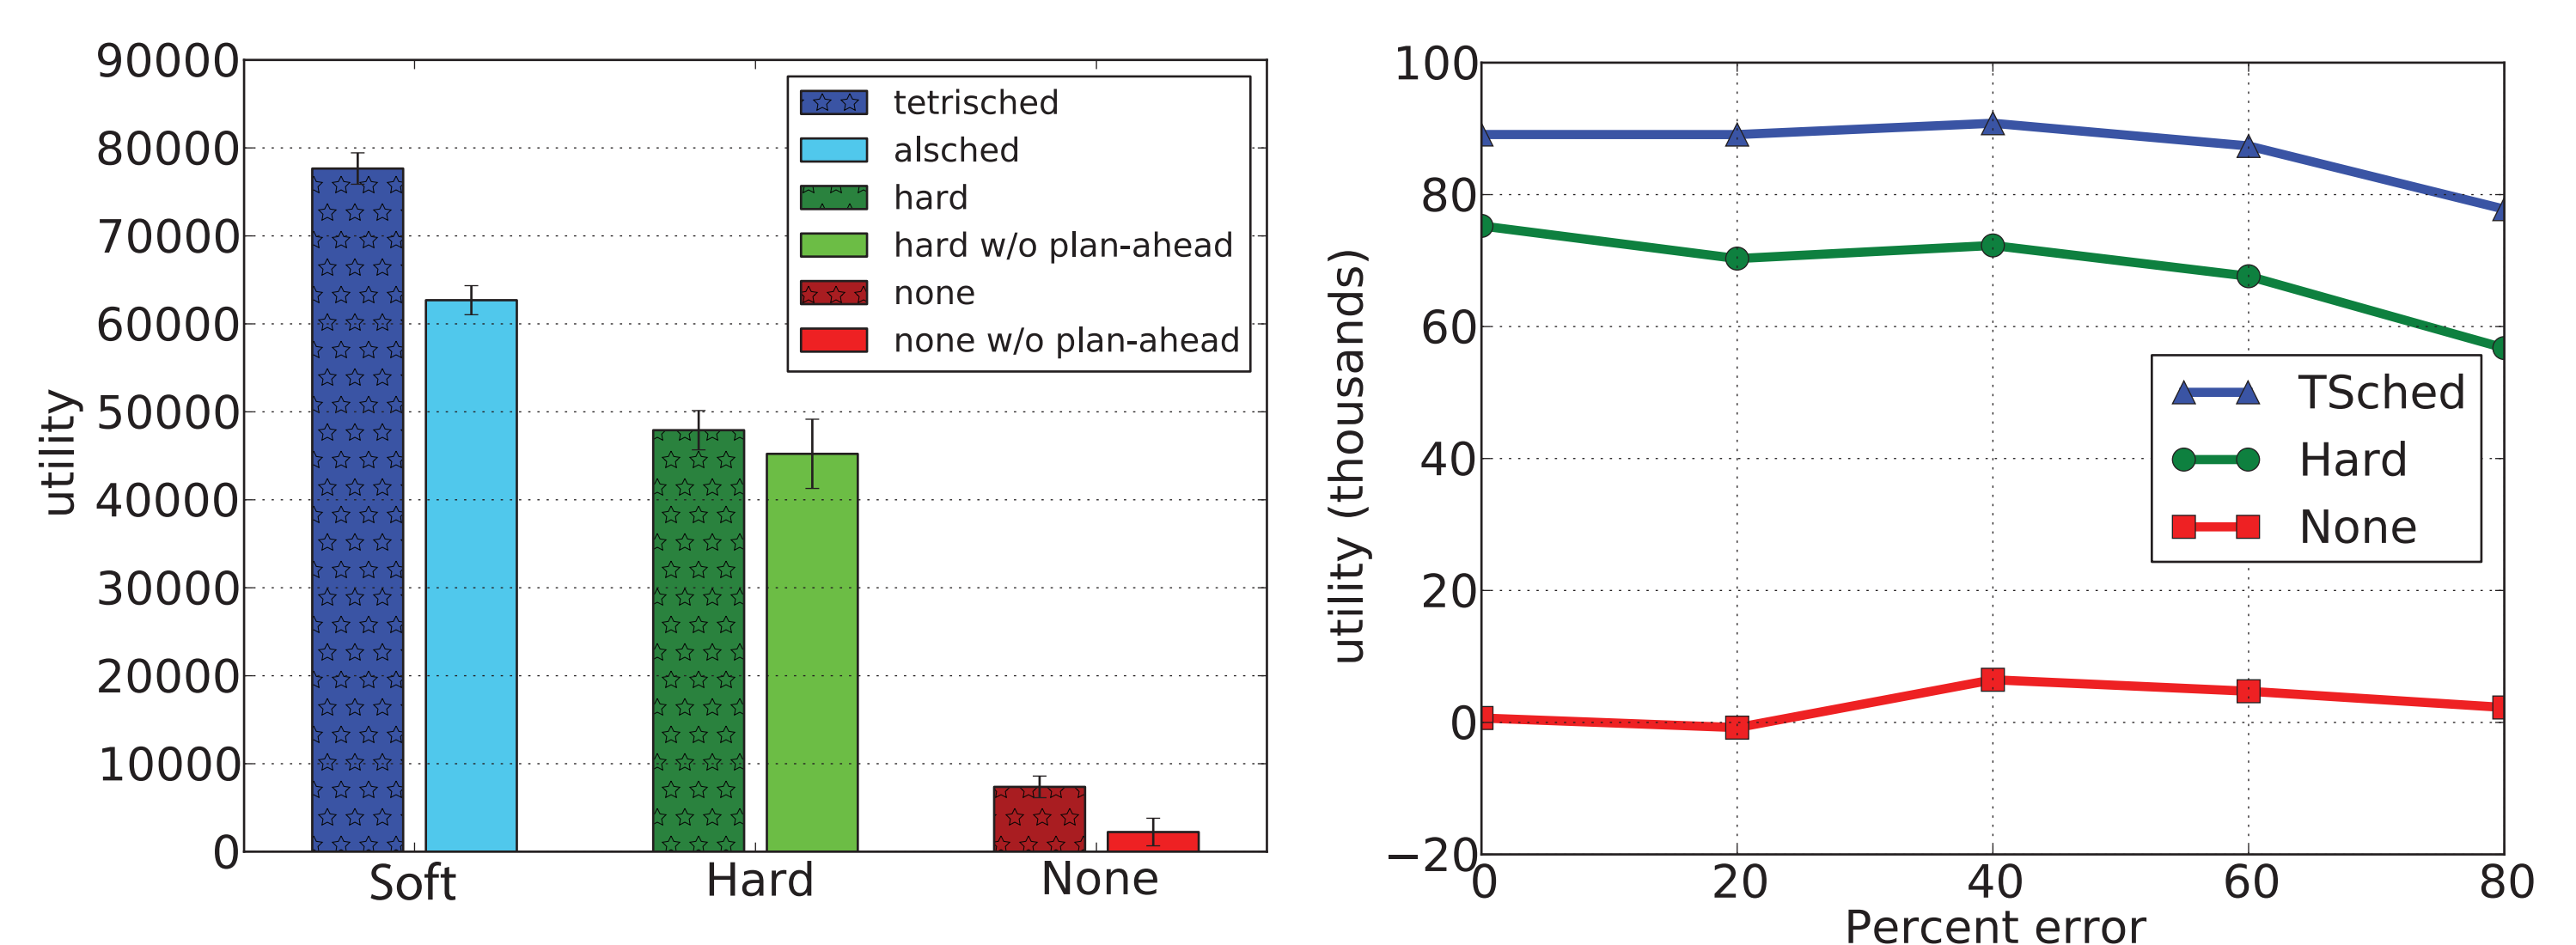 90000
80000
70000
60000
50000
40000
30000
20000
10000
0
utility
Soft
Hard
None
tetrisched
alsched
hard
hard w/o plan-ahead
none
none w/o plan-ahead
100
80
60
40
20
0
−20
utility (thousands)
0
20
40
60
80
Percent error
TSched
Hard
None